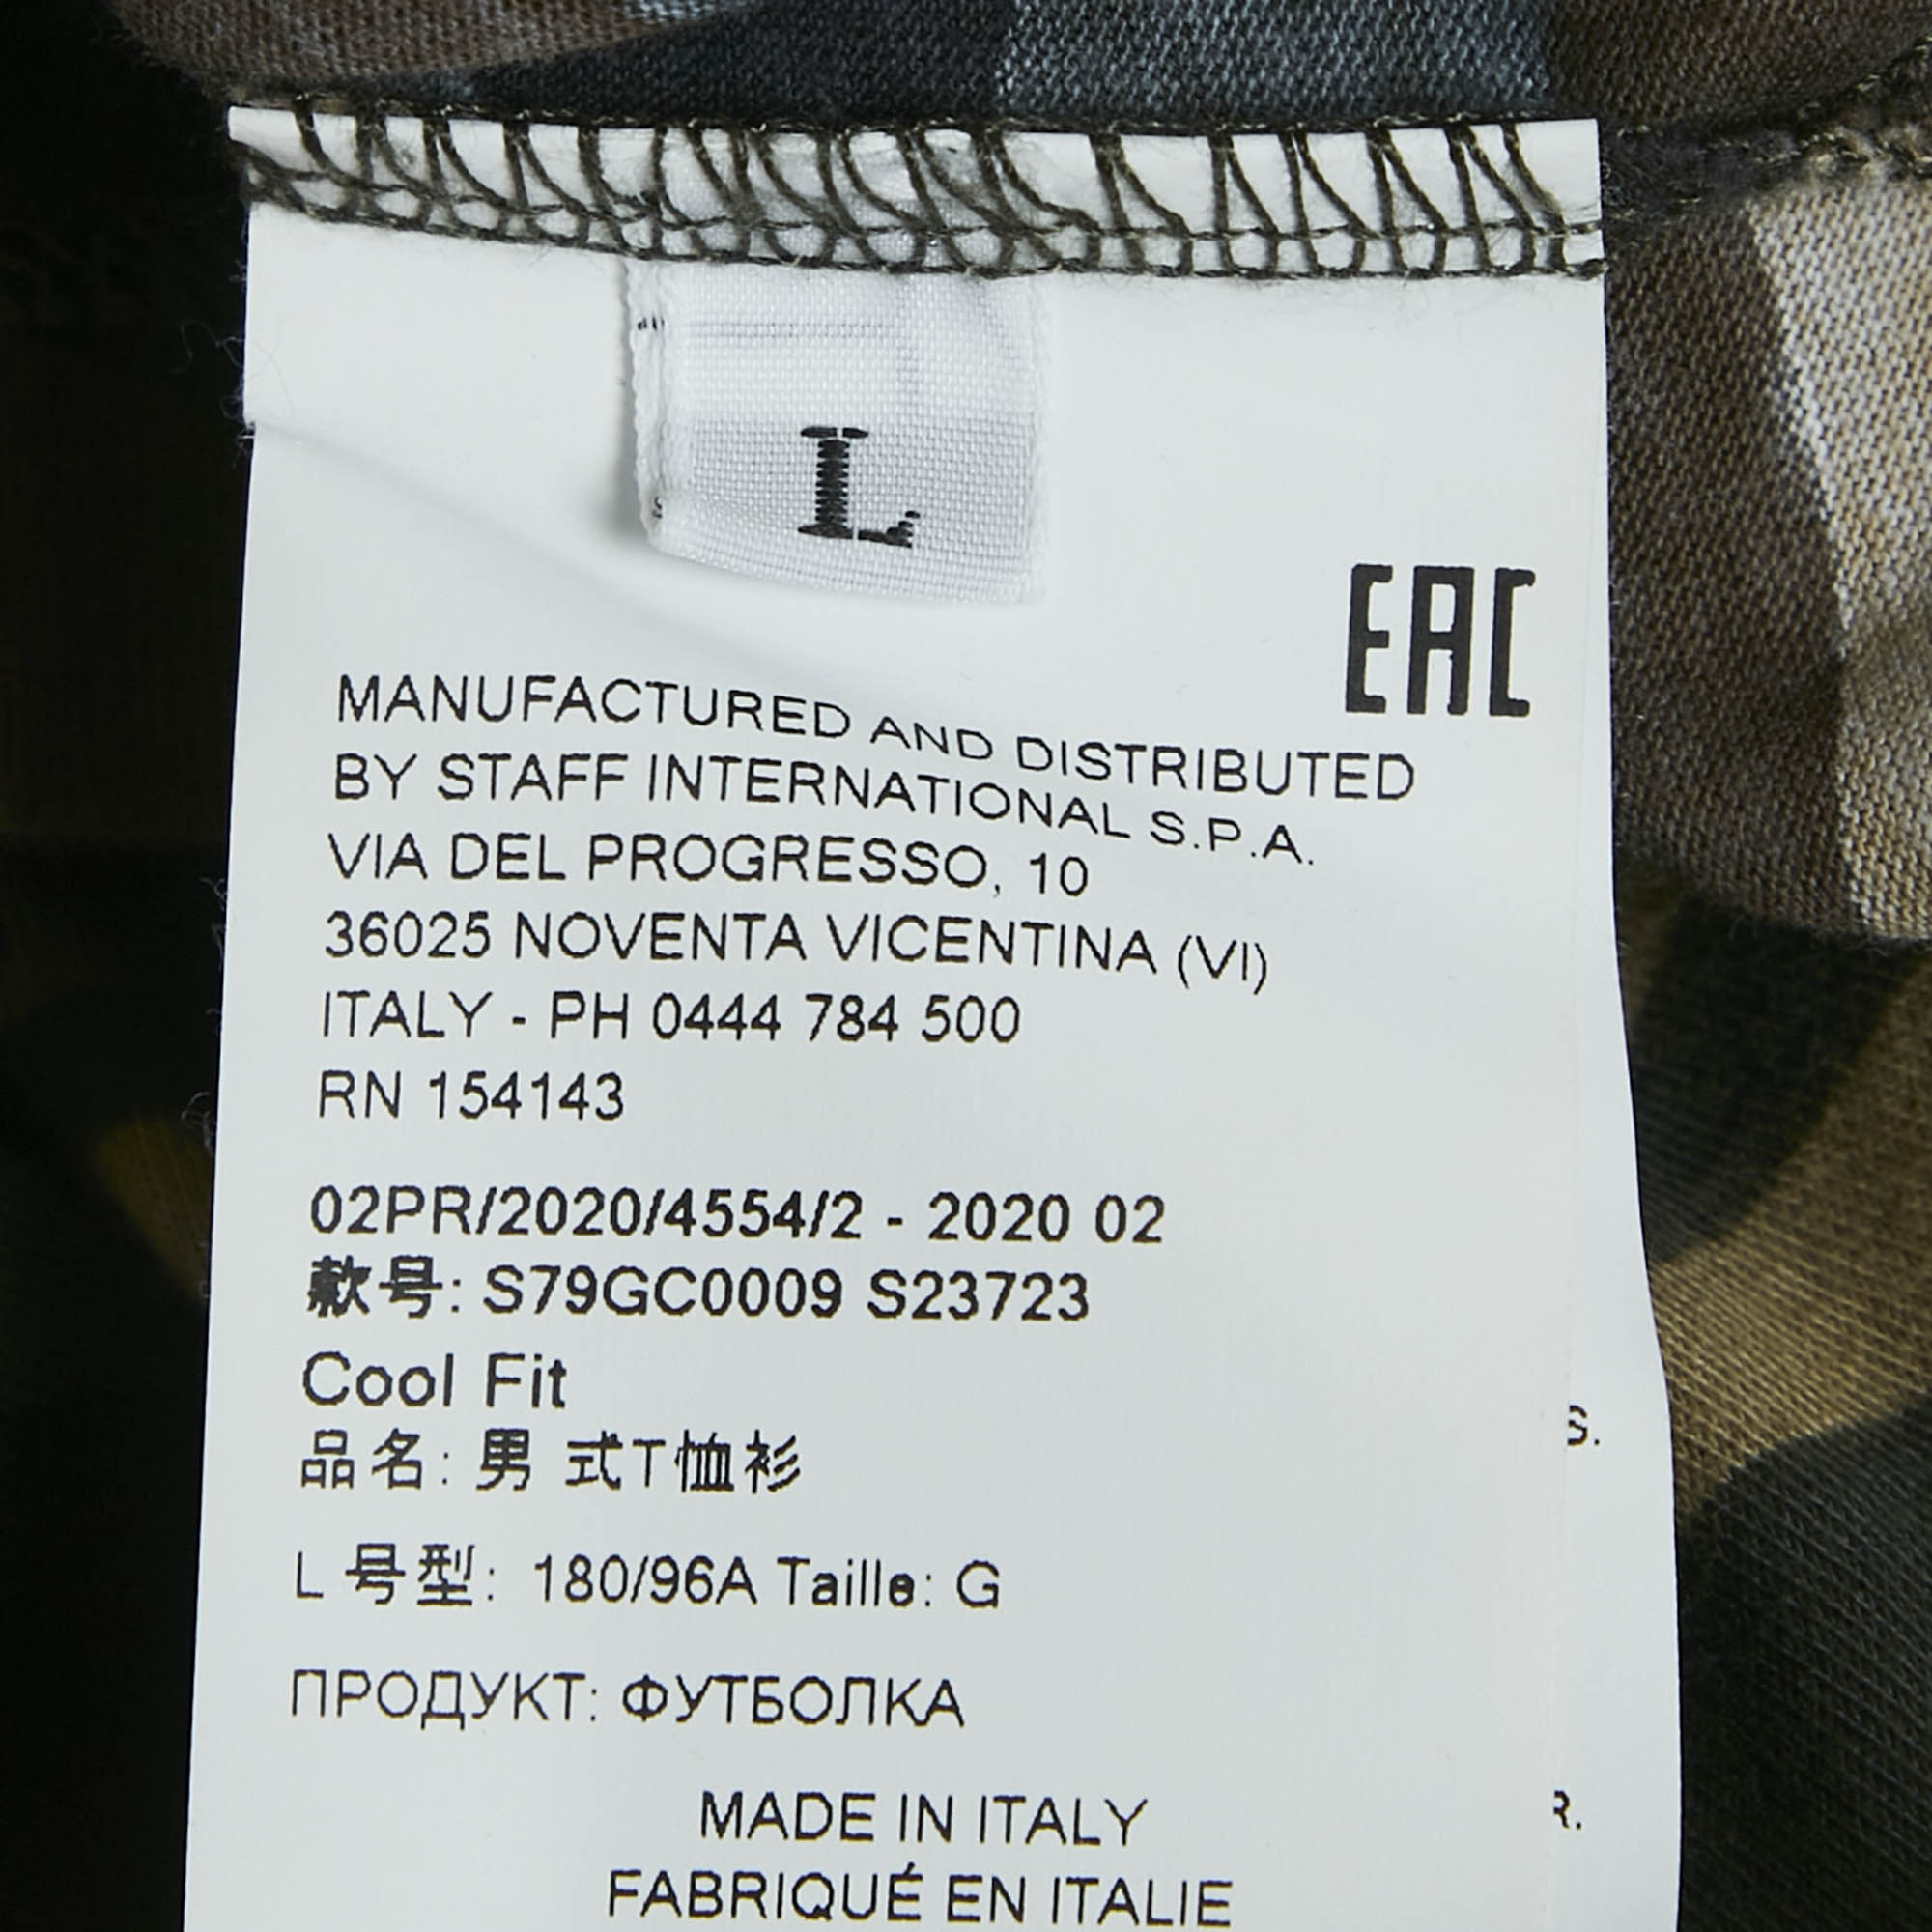 L
EAC
MANUFACTURED AND DISTRIBUTED
BY STAFF INTERNATIONAL S.P.A.
VIA DEL PROGRESSO, 10
36025 NOVENTA VICENTINA (VI)
ITALY - PH 0444 784 500
RN 154143
02PR/2020/4554/2 - 2020 02
款号: S79GC0009 S23723
Cool Fit
品名: 男 式T恤衫
L 号型: 180/96A Taille: G
ПРОДУКТ: ФУТБОЛКА
MADE IN ITALY
FABRIQUÉ EN ITALIE